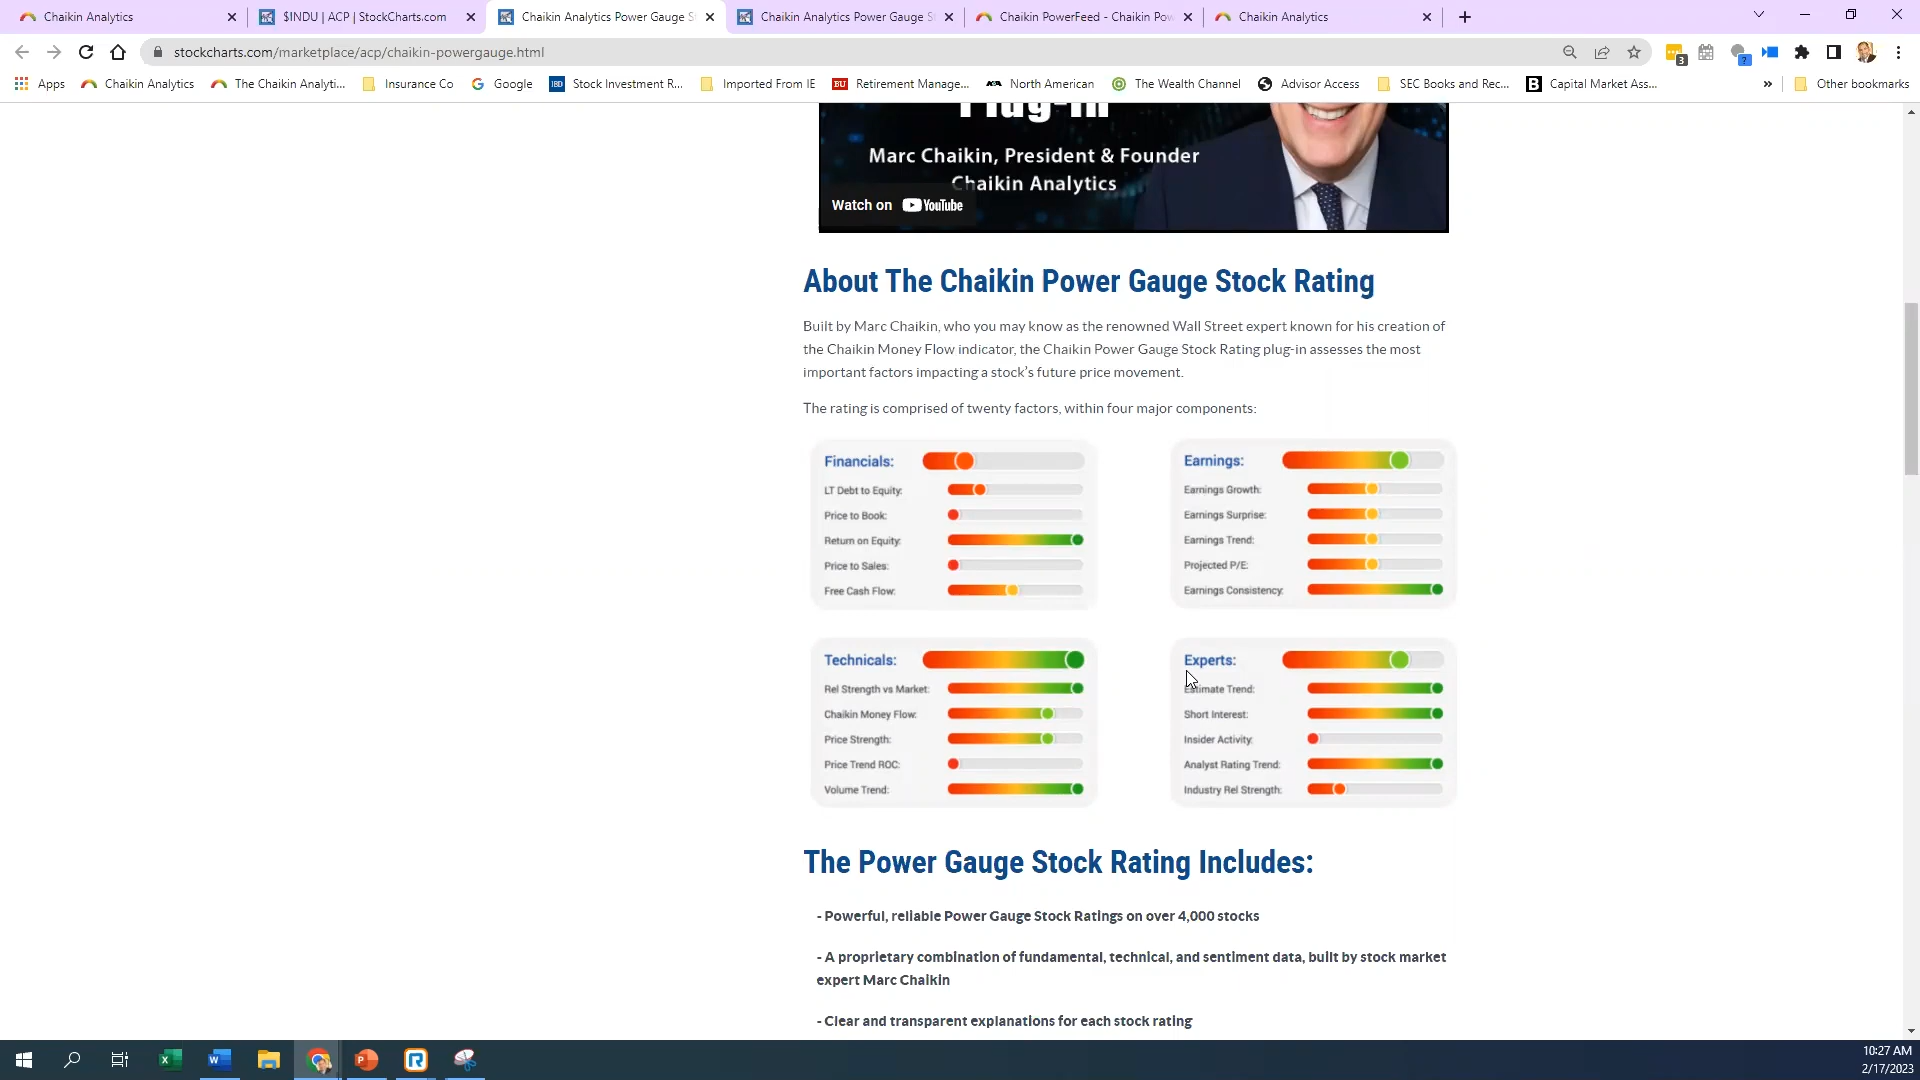 Chaikin Analytics
$INDU | ACP | StockCharts.com
Chaikin Analytics Power Gauge S
Chaikin Analytics Power Gauge S
Chaikin PowerFeed - Chaikin Pow
Chaikin Analytics
stockcharts.com/marketplace/acp/chaikin-powergauge.html
3
?
Apps
Chaikin Analytics
The Chaikin Analyti...
Insurance Co
Google
IBD
Stock Investment R...
Imported From IE
BU
Retirement Manage...
North American
The Wealth Channel
Advisor Access
SEC Books and Rec...
B
Capital Market Ass...
»
Other bookmarks
Plug-in
Marc Chaikin, President & Founder
Chaikin Analytics
Watch on YouTube
About The Chaikin Power Gauge Stock Rating
Built by Marc Chaikin, who you may know as the renowned Wall Street expert known for his creation of
the Chaikin Money Flow indicator, the Chaikin Power Gauge Stock Rating plug-in assesses the most
important factors impacting a stock's future price movement.
The rating is comprised of twenty factors, within four major components:
Financials:
LT Debt to Equity:
Price to Book:
Return on Equity:
Price to Sales:
Free Cash Flow:
Earnings:
Earnings Growth:
Earnings Surprise:
Earnings Trend:
Projected P/E:
Earnings Consistency:
Technicals:
Rel Strength vs Market:
Chaikin Money Flow:
Price Strength:
Price Trend ROC:
Volume Trend:
Experts:
Estimate Trend:
Short Interest:
Insider Activity:
Analyst Rating Trend:
Industry Rel Strength:
The Power Gauge Stock Rating Includes:
- Powerful, reliable Power Gauge Stock Ratings on over 4,000 stocks
- A proprietary combination of fundamental, technical, and sentiment data, built by stock market
expert Marc Chaikin
- Clear and transparent explanations for each stock rating
10:27 AM
2/17/2023